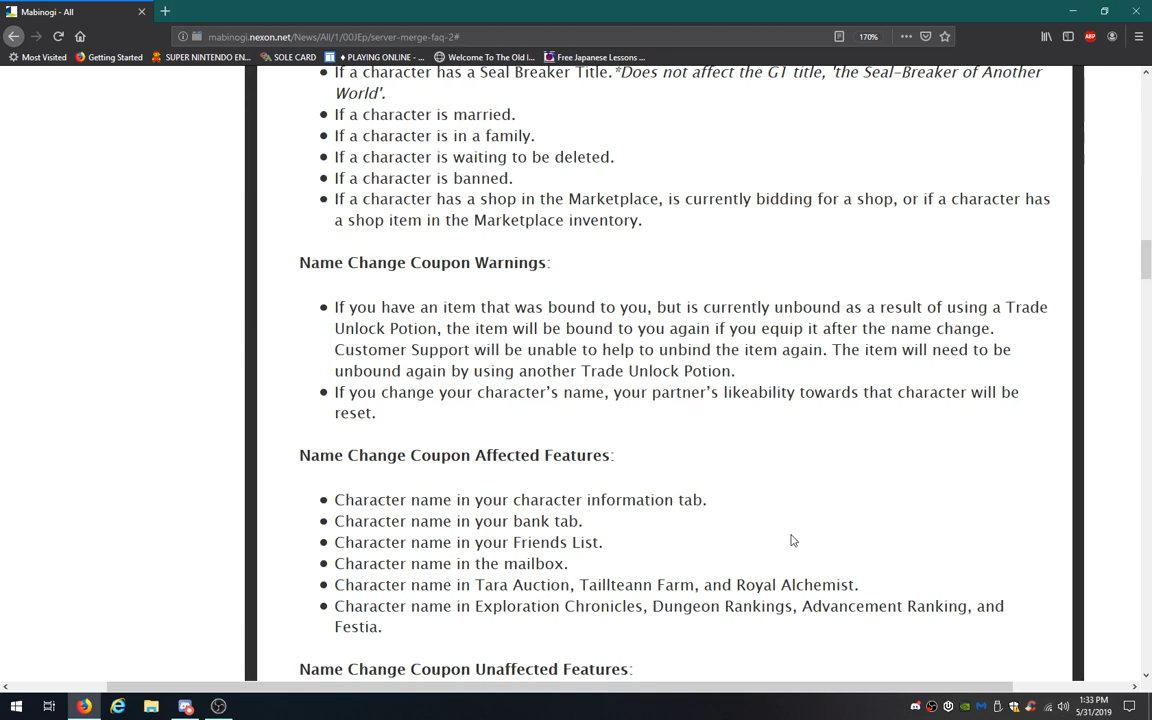 Mabinogi - All
mabinogi.nexon.net/News/All/1/00JEp/server-merge-faq-2#
170%
Most Visited
Getting Started
SUPER NINTENDO EN...
SOLE CARD
♦ PLAYING ONLINE - ...
Welcome To The Old I...
Free Japanese Lessons ...
If a character has a Seal Breaker Title. *Does not affect the G1 title, 'the Seal-Breaker of Another
World'.
If a character is married.
If a character is in a family.
If a character is waiting to be deleted.
If a character is banned.
If a character has a shop in the Marketplace, is currently bidding for a shop, or if a character has
a shop item in the Marketplace inventory.
Name Change Coupon Warnings:
If you have an item that was bound to you, but is currently unbound as a result of using a Trade
Unlock Potion, the item will be bound to you again if you equip it after the name change.
Customer Support will be unable to help to unbind the item again. The item will need to be
unbound again by using another Trade Unlock Potion.
If you change your character's name, your partner's likeability towards that character will be
reset.
Name Change Coupon Affected Features:
Character name in your character information tab.
Character name in your bank tab.
Character name in your Friends List.
Character name in the mailbox.
Character name in Tara Auction, Taillteann Farm, and Royal Alchemist.
Character name in Exploration Chronicles, Dungeon Rankings, Advancement Ranking, and
Festia.
Name Change Coupon Unaffected Features:
1:33 PM
5/31/2019